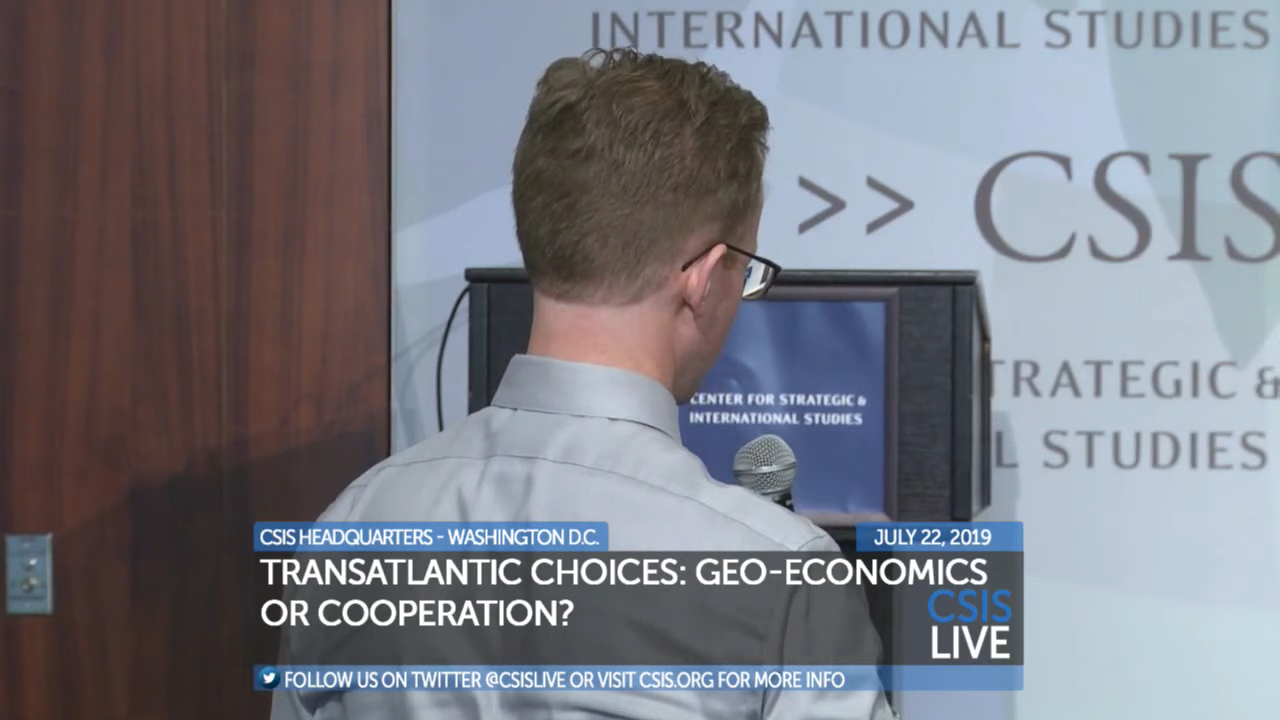 INTERNATIONAL STUDIES
>> CSIS
CENTER FOR STRATEGIC &
INTERNATIONAL STUDIES
TRATEGIC &
L STUDIES
CSIS HEADQUARTERS - WASHINGTON D.C.
JULY 22, 2019
TRANSATLANTIC CHOICES: GEO-ECONOMICS
OR COOPERATION?
CSIS
LIVE
FOLLOW US ON TWITTER @CSISLIVE OR VISIT CSIS.ORG FOR MORE INFO